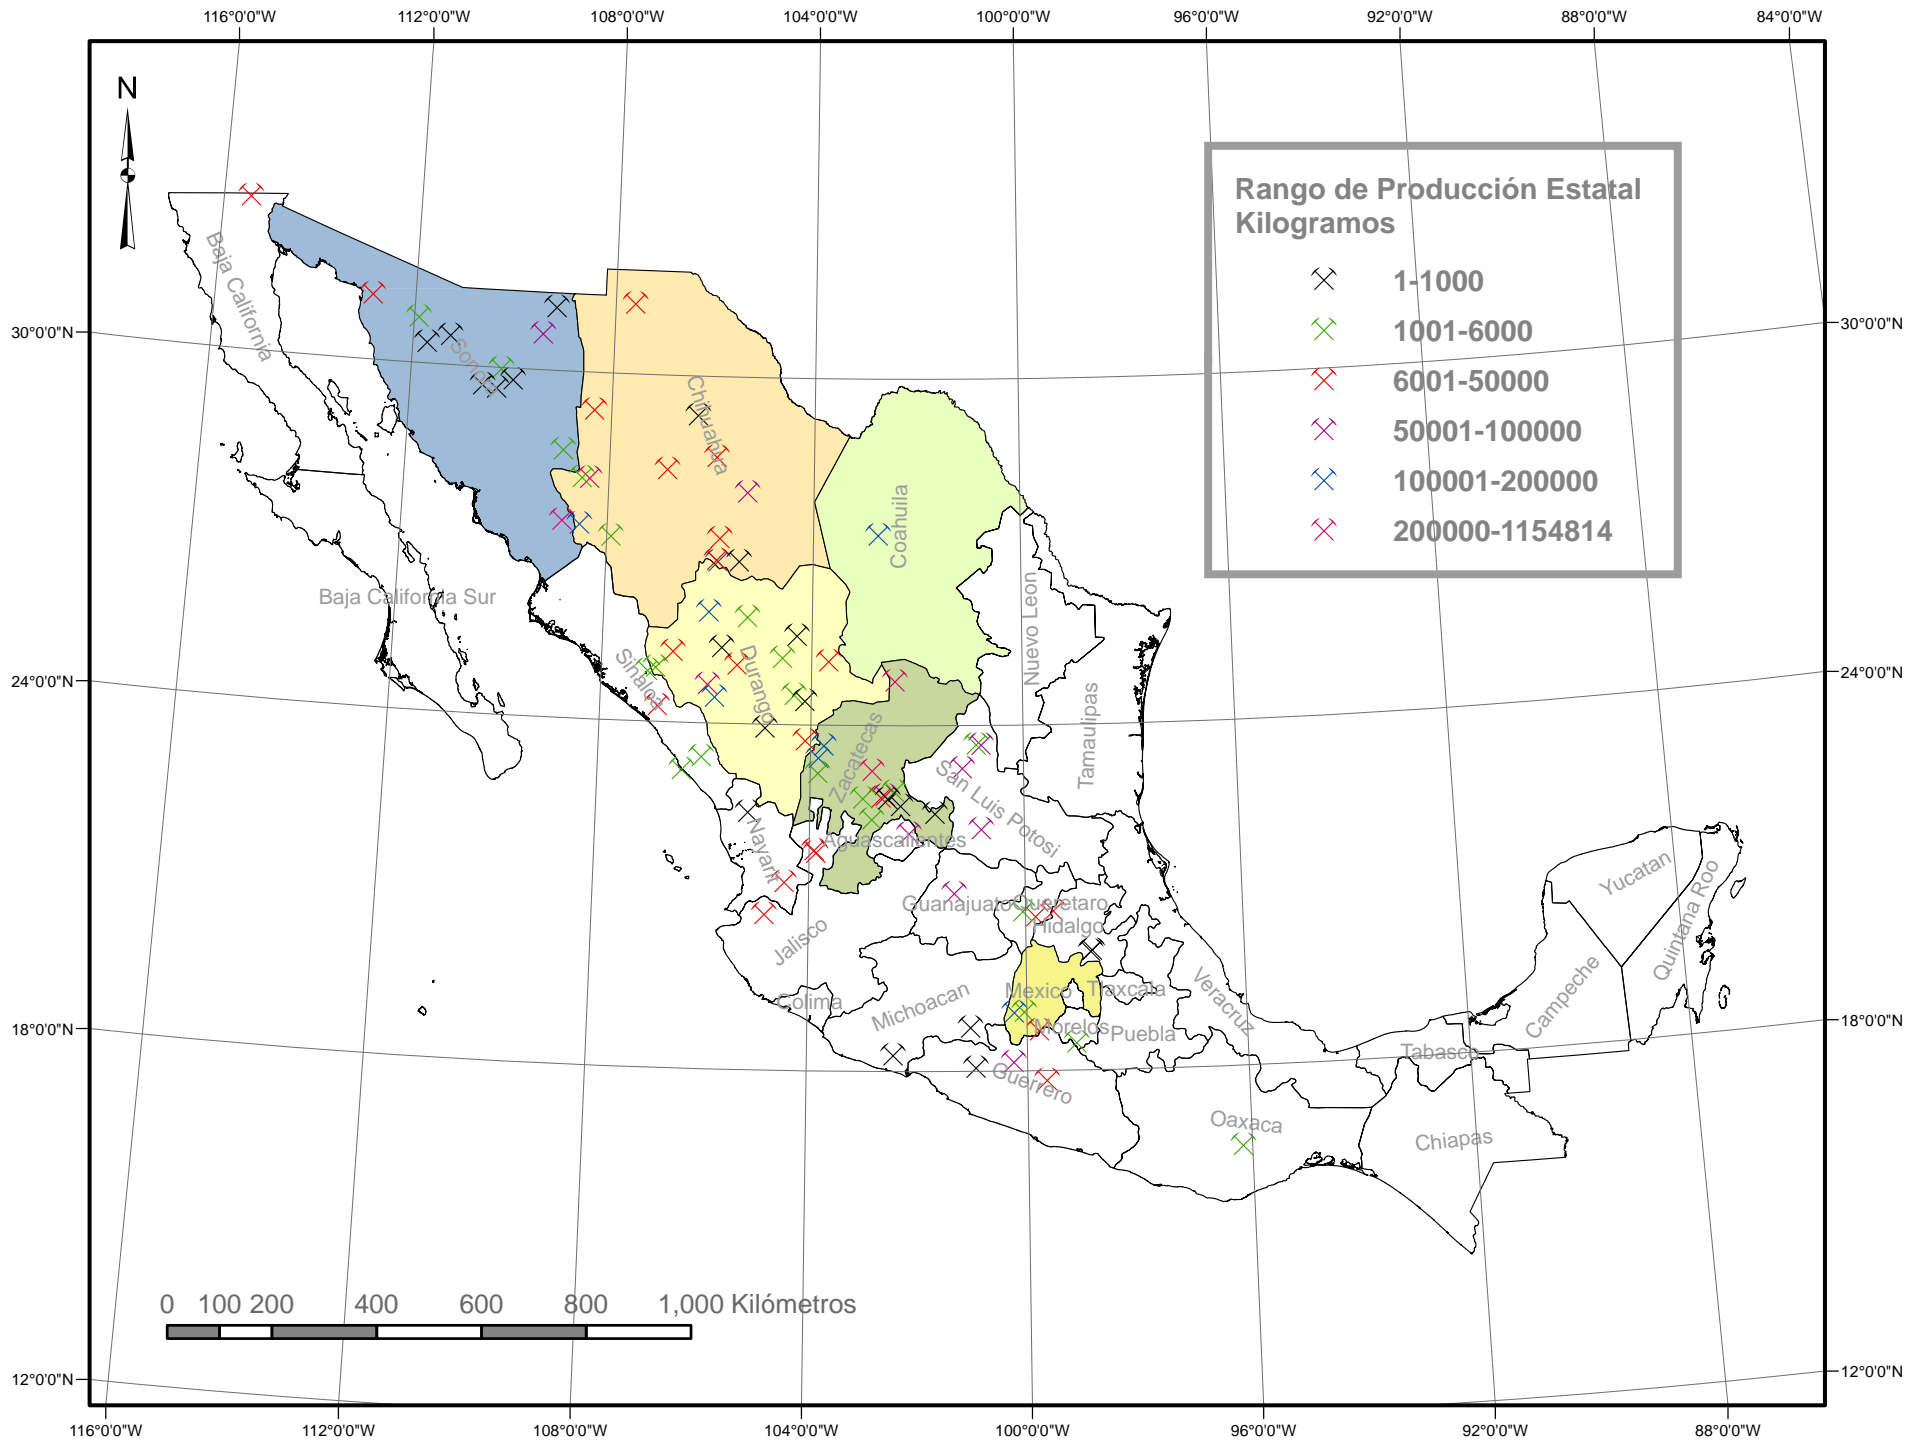 116°0'0"W 112°0'0"W 108°0'0"W 104°0'0"W 100°0'0"W 96°0'0"W 92°0'0"W 88°0'0"W 84°0'0"W
N
Rango de Producción Estatal
Kilogramos
1-1000
1001-6000
6001-50000
50001-100000
100001-200000
200000-1154814
30°0'0"N
30°0'0"N
24°0'0"N
24°0'0"N
18°0'0"N
18°0'0"N
12°0'0"N
12°0'0"N
Baja California
Sonora
Chihuahua
Coahuila
Baja California Sur
Nuevo Leon
Sinaloa
Durango
Tamaulipas
Zacatecas
San Luis Potosi
Nayarit
Aguascalientes
Guanajuato
Queretaro
Hidalgo
Jalisco
Colima
Michoacan
Mexico
Tlaxcala
Morelos
Puebla
Veracruz
Guerrero
Oaxaca
Tabasco
Chiapas
Campeche
Yucatan
Quintana Roo
0 100 200 400 600 800 1,000 Kilómetros
116°0'0"W 112°0'0"W 108°0'0"W 104°0'0"W 100°0'0"W 96°0'0"W 92°0'0"W 88°0'0"W